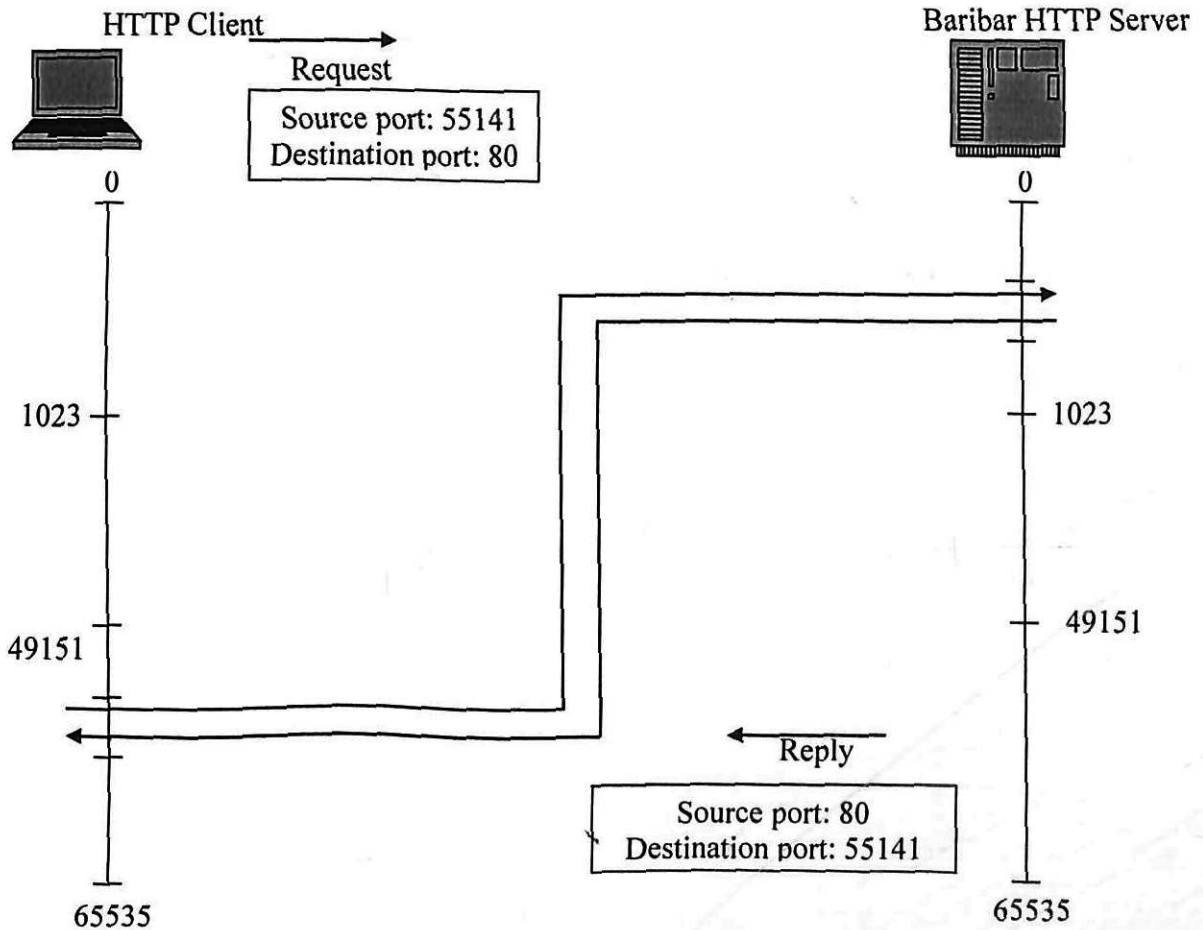 HTTP Client
Baribar HTTP Server
Request
Source port: 55141
Destination port: 80
0
0
1023
1023
49151
49151
Reply
Source port: 80
Destination port: 55141
65535
65535